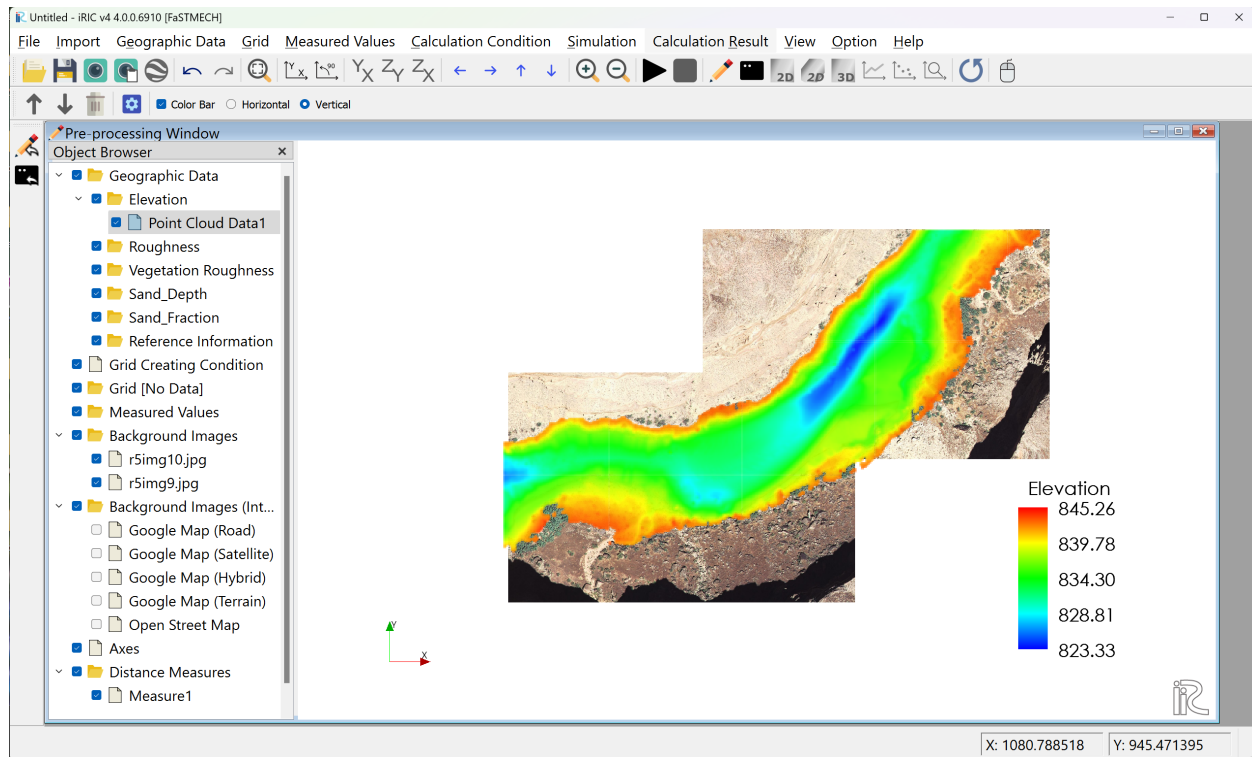 Untitled - iRIC v4 4.0.0.6910 [FaSTMECH]
File Import Geographic Data Grid Measured Values Calculation Condition Simulation Calculation Result View Option Help
Color Bar Horizontal Vertical
Pre-processing Window
Object Browser
Geographic Data
Elevation
Point Cloud Data1
Roughness
Vegetation Roughness
Sand_Depth
Sand_Fraction
Reference Information
Grid Creating Condition
Grid [No Data]
Measured Values
Background Images
r5img10.jpg
r5img9.jpg
Background Images (Int...
Google Map (Road)
Google Map (Satellite)
Google Map (Hybrid)
Google Map (Terrain)
Open Street Map
Axes
Distance Measures
Measure1
Elevation
845.26
839.78
834.30
828.81
823.33
Y
X
iRC
X: 1080.788518 Y: 945.471395